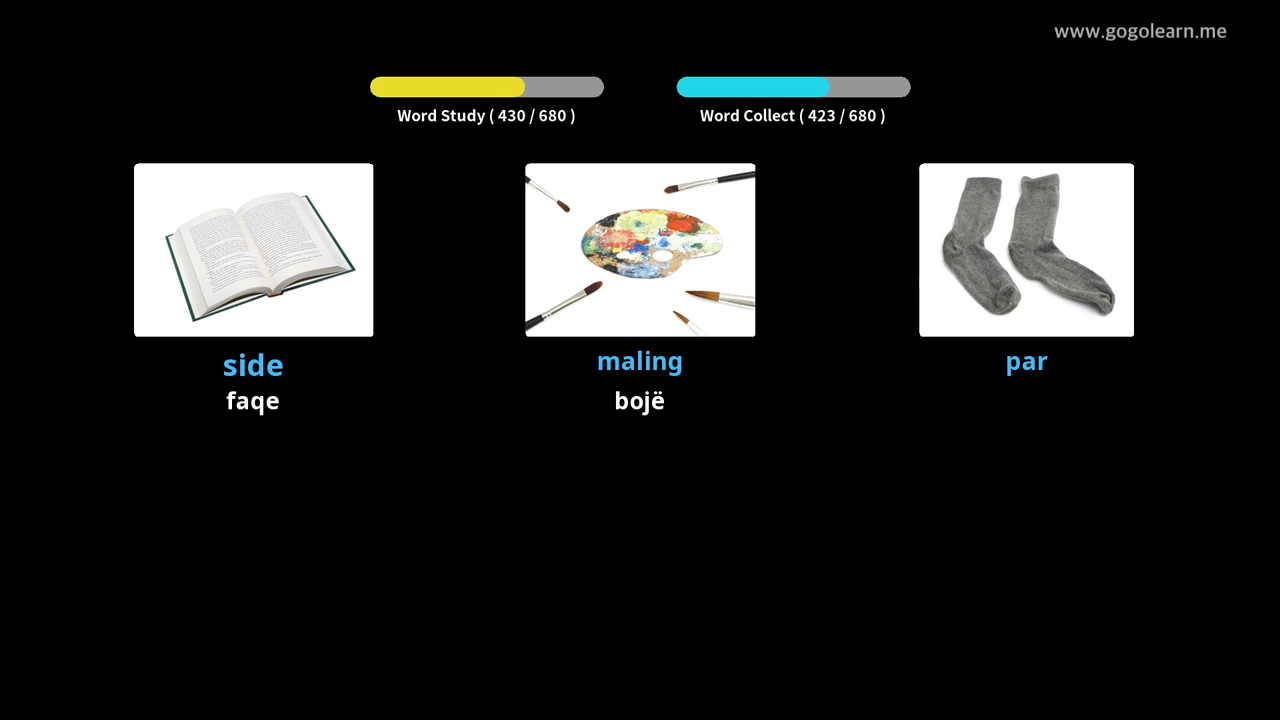 www.gogolearn.me
Word Study ( 430 / 680 )
Word Collect ( 423 / 680 )
side
faqe
maling
bojë
par